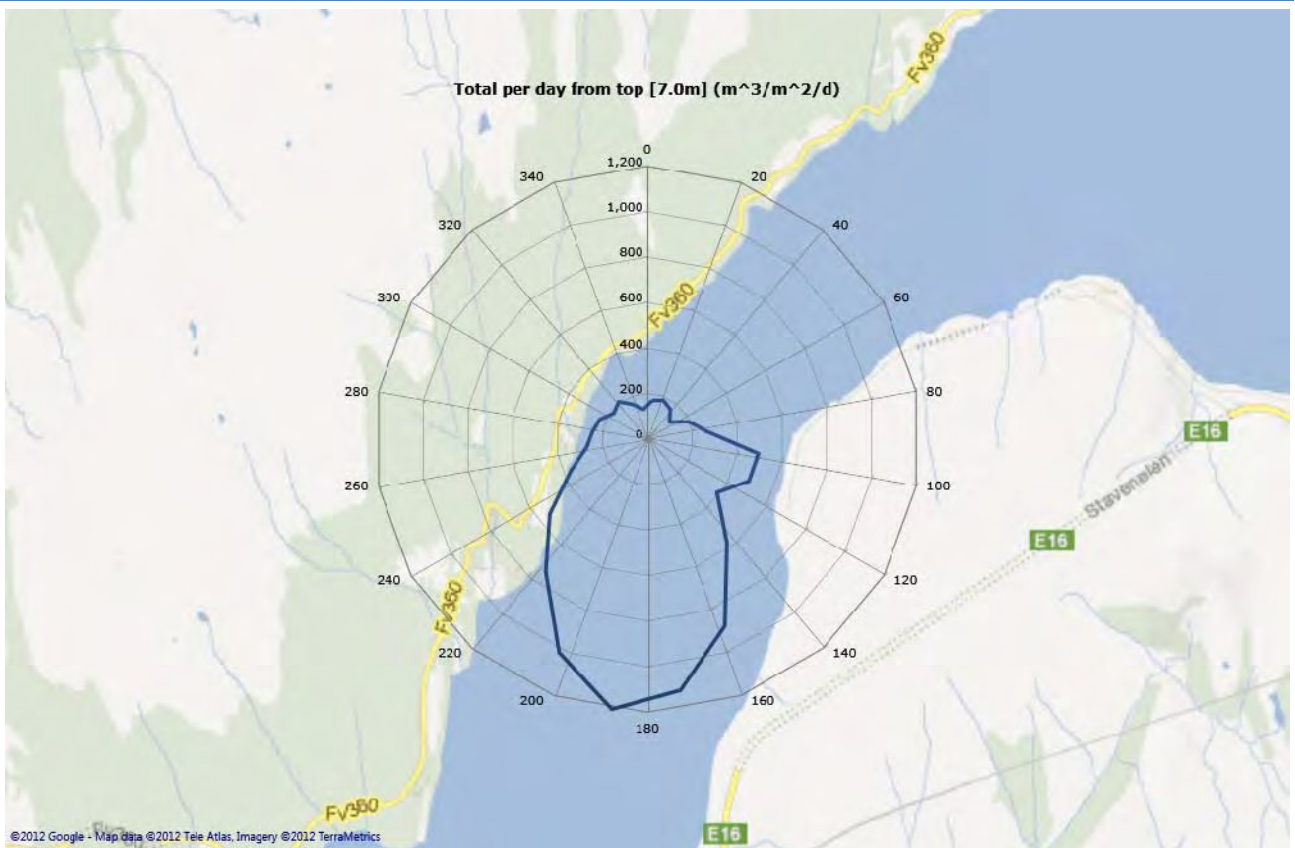 Fv360
Total per day from top [7.0m] (m^3/m^2/d)
0
1,200
340
20
1,000
320
40
800
300
600
60
Fv360
400
280
200
80
0
E16
260
100
Stavenalen
E16
240
120
Fv360
220
140
200
160
180
Fv360
E16
©2012 Google - Map data ©2012 Tele Atlas, Imagery ©2012 TerraMetrics